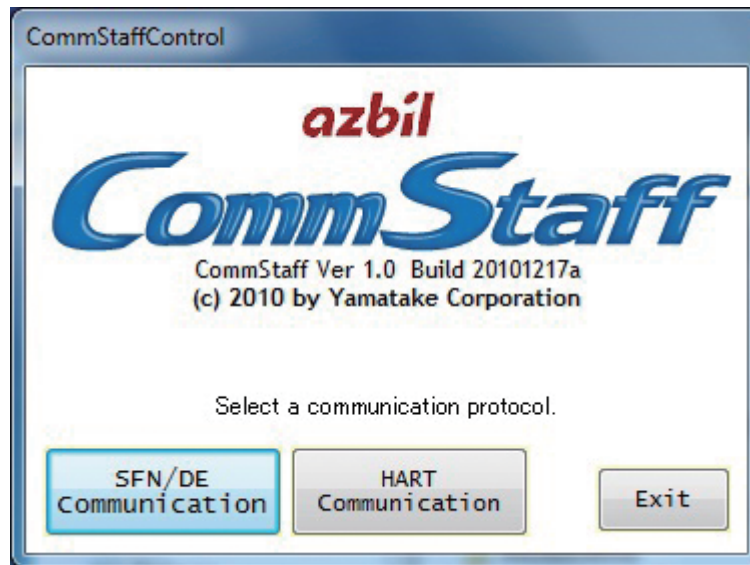 CommStaffControl
azbil
CommStaff
CommStaff Ver 1.0 Build 20101217a
(c) 2010 by Yamatake Corporation
Select a communication protocol.
SFN/DE
Communication
HART
Communication
Exit